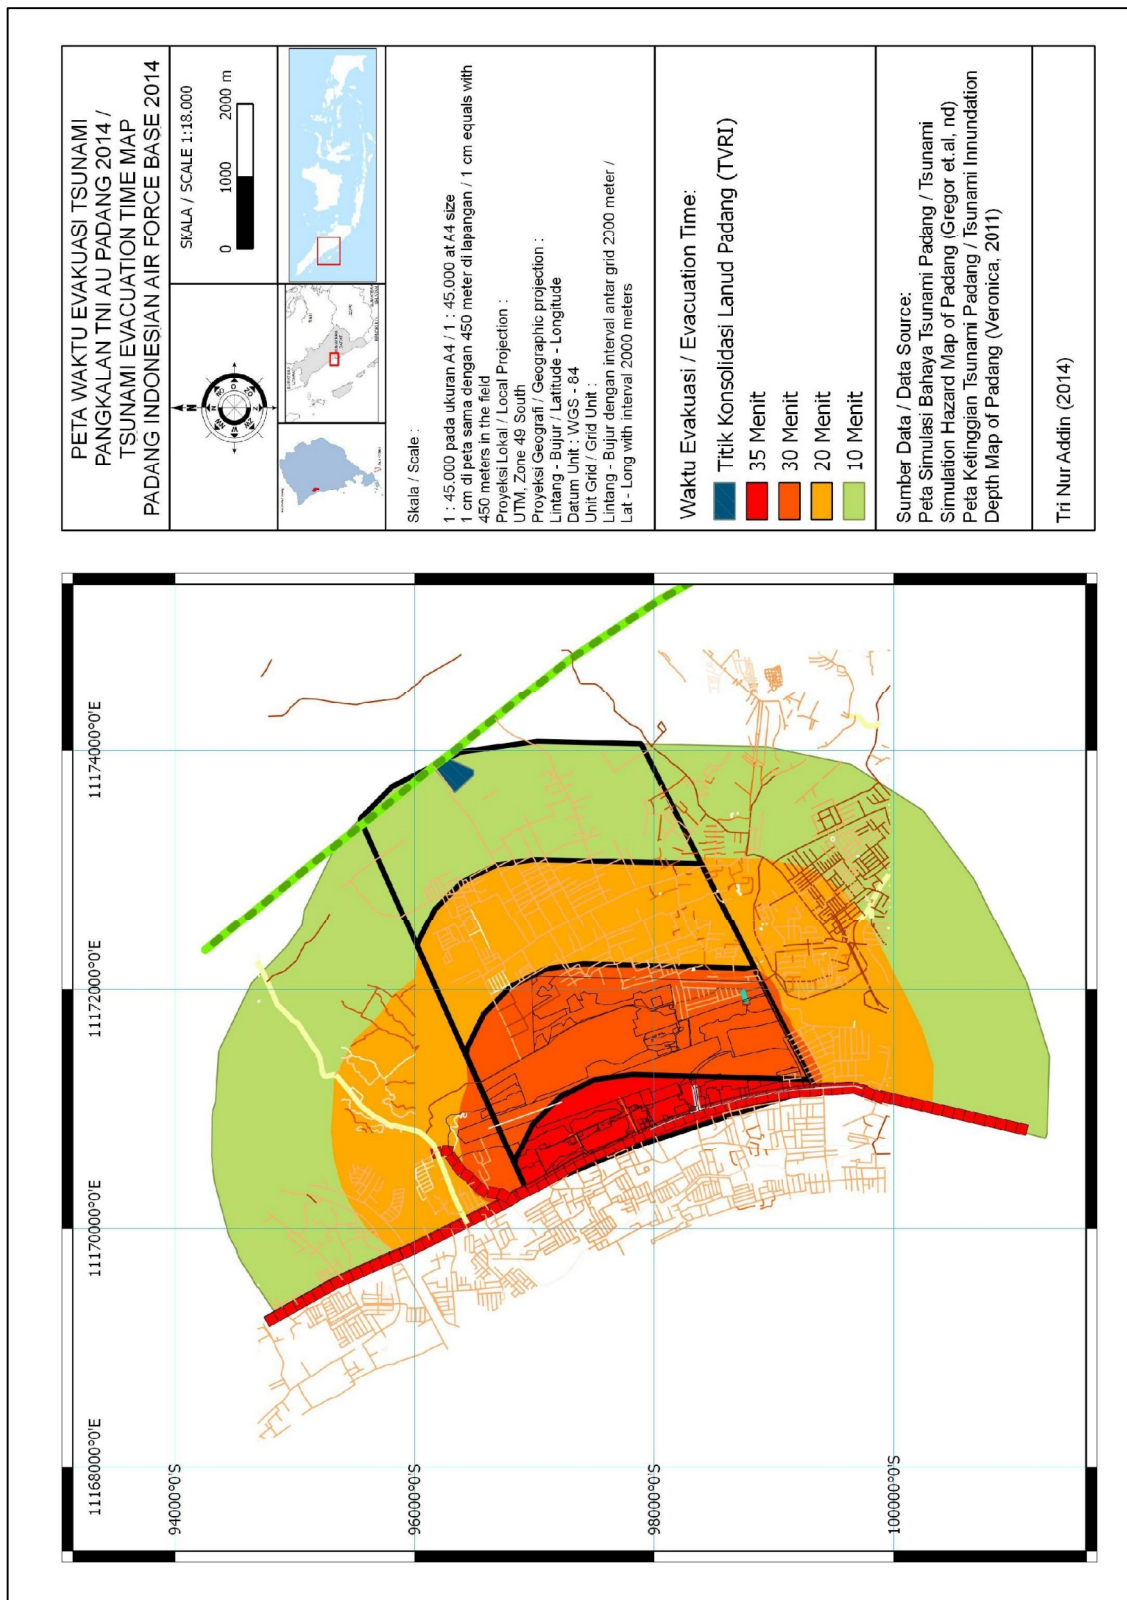 PETA WAKTU EVAKUASI TSUNAMI
PANGKALAN TNI AU PADANG 2014 /
TSUNAMI EVACUATION TIME MAP
PADANG INDONESIAN AIR FORCE BASE 2014
SKALA / SCALE 1:18.000
0 1000 2000 m
N
Skala / Scale :
1 : 45.000 pada ukuran A4 / 1 : 45.000 at A4 size
1 cm di peta sama dengan 450 meter di lapangan / 1 cm equals with
450 meters in the field
Proyeksi Lokal / Local Projection :
UTM, Zone 49 South
Proyeksi Geografi / Geographic projection :
Lintang - Bujur / Latitude - Longitude
Datum Unit : WGS - 84
Unit Grid / Grid Unit :
Lintang - Bujur dengan interval antar grid 2000 meter /
Lat - Long with interval 2000 meters
Waktu Evakuasi / Evacuation Time:
Titik Konsolidasi Lanud Padang (TVRI)
35 Menit
30 Menit
20 Menit
10 Menit
Sumber Data / Data Source:
Peta Simulasi Bahaya Tsunami Padang / Tsunami
Simulation Hazard Map of Padang (Gregor et.al, nd)
Peta Ketinggian Tsunami Padang / Tsunami Innundation
Depth Map of Padang (Veronica, 2011)
Tri Nur Addin (2014)
11168000°0'E
11170000°0'E
11172000°0'E
11174000°0'E
94000°0'S
96000°0'S
98000°0'S
100000°0'S